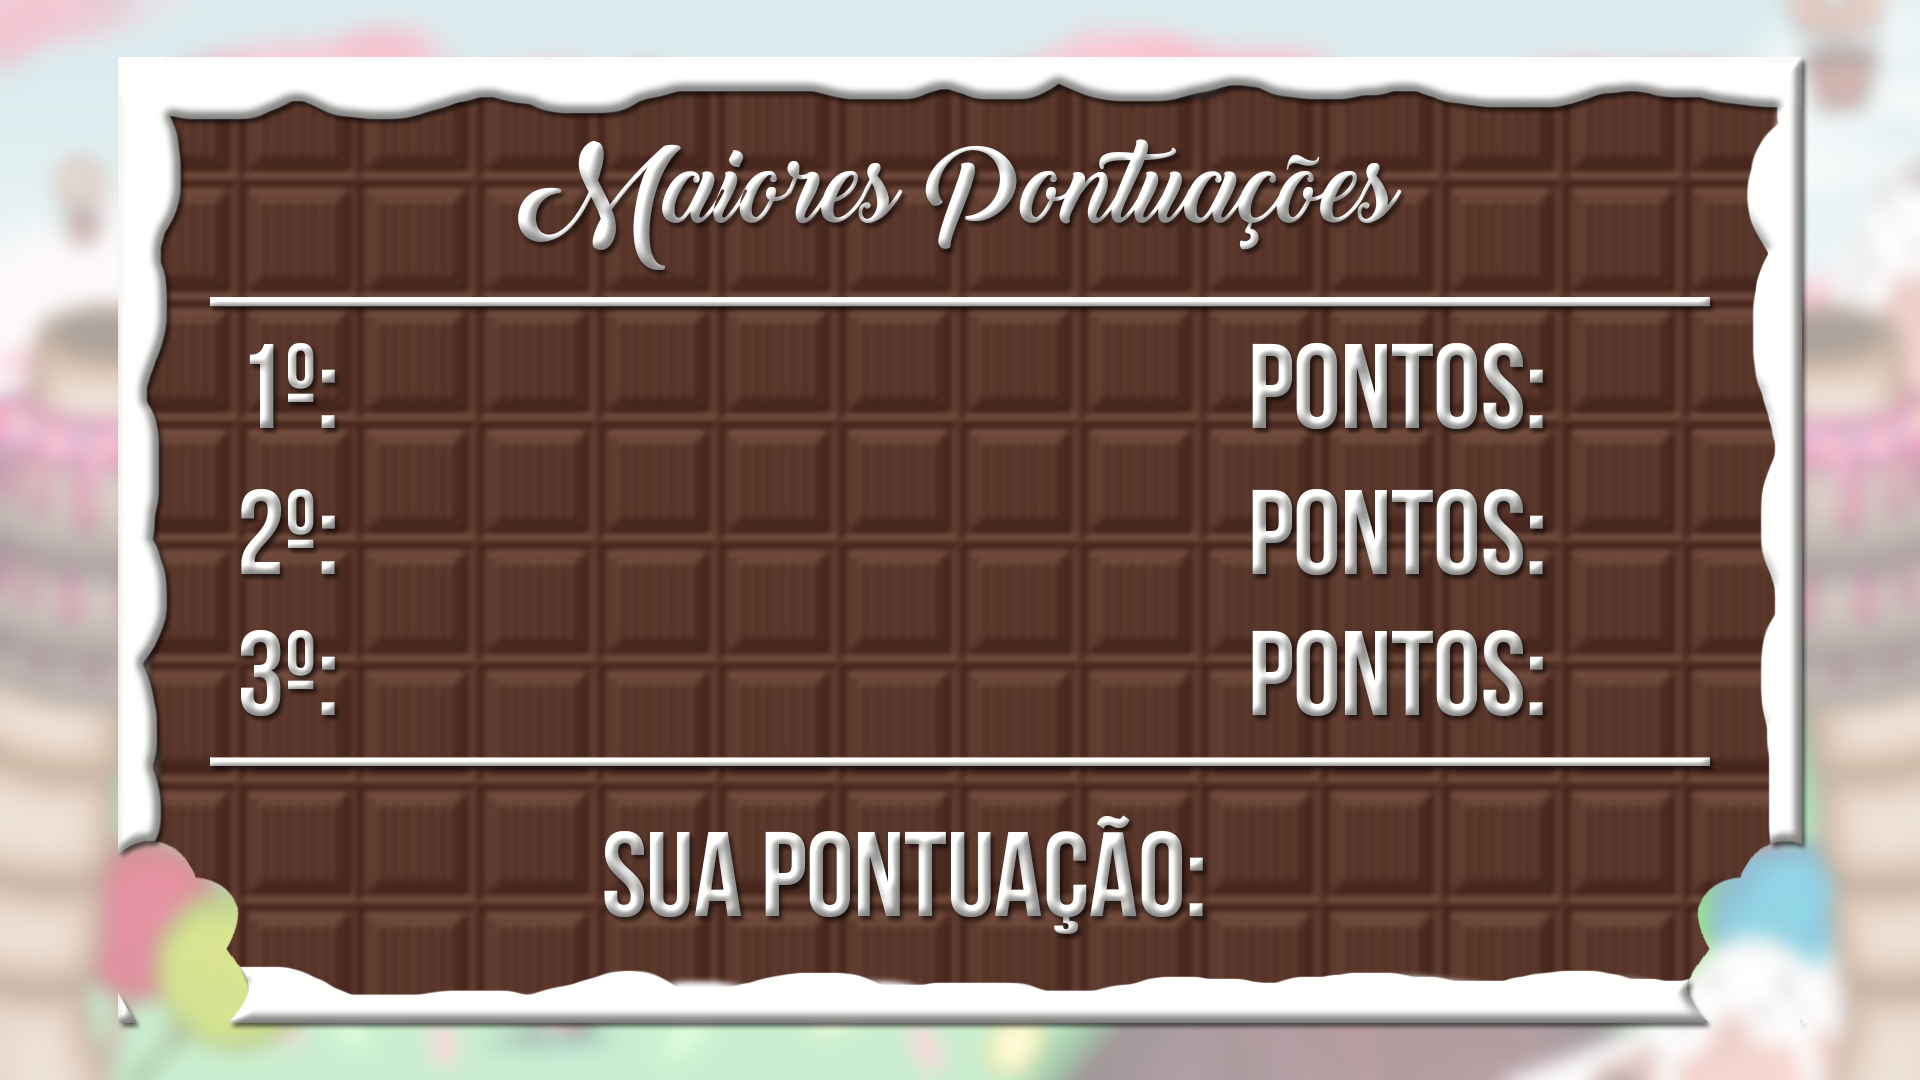 Maiores Pontuações
1º: PONTOS:
2º: PONTOS:
3º: PONTOS:
SUA PONTUAÇÃO: